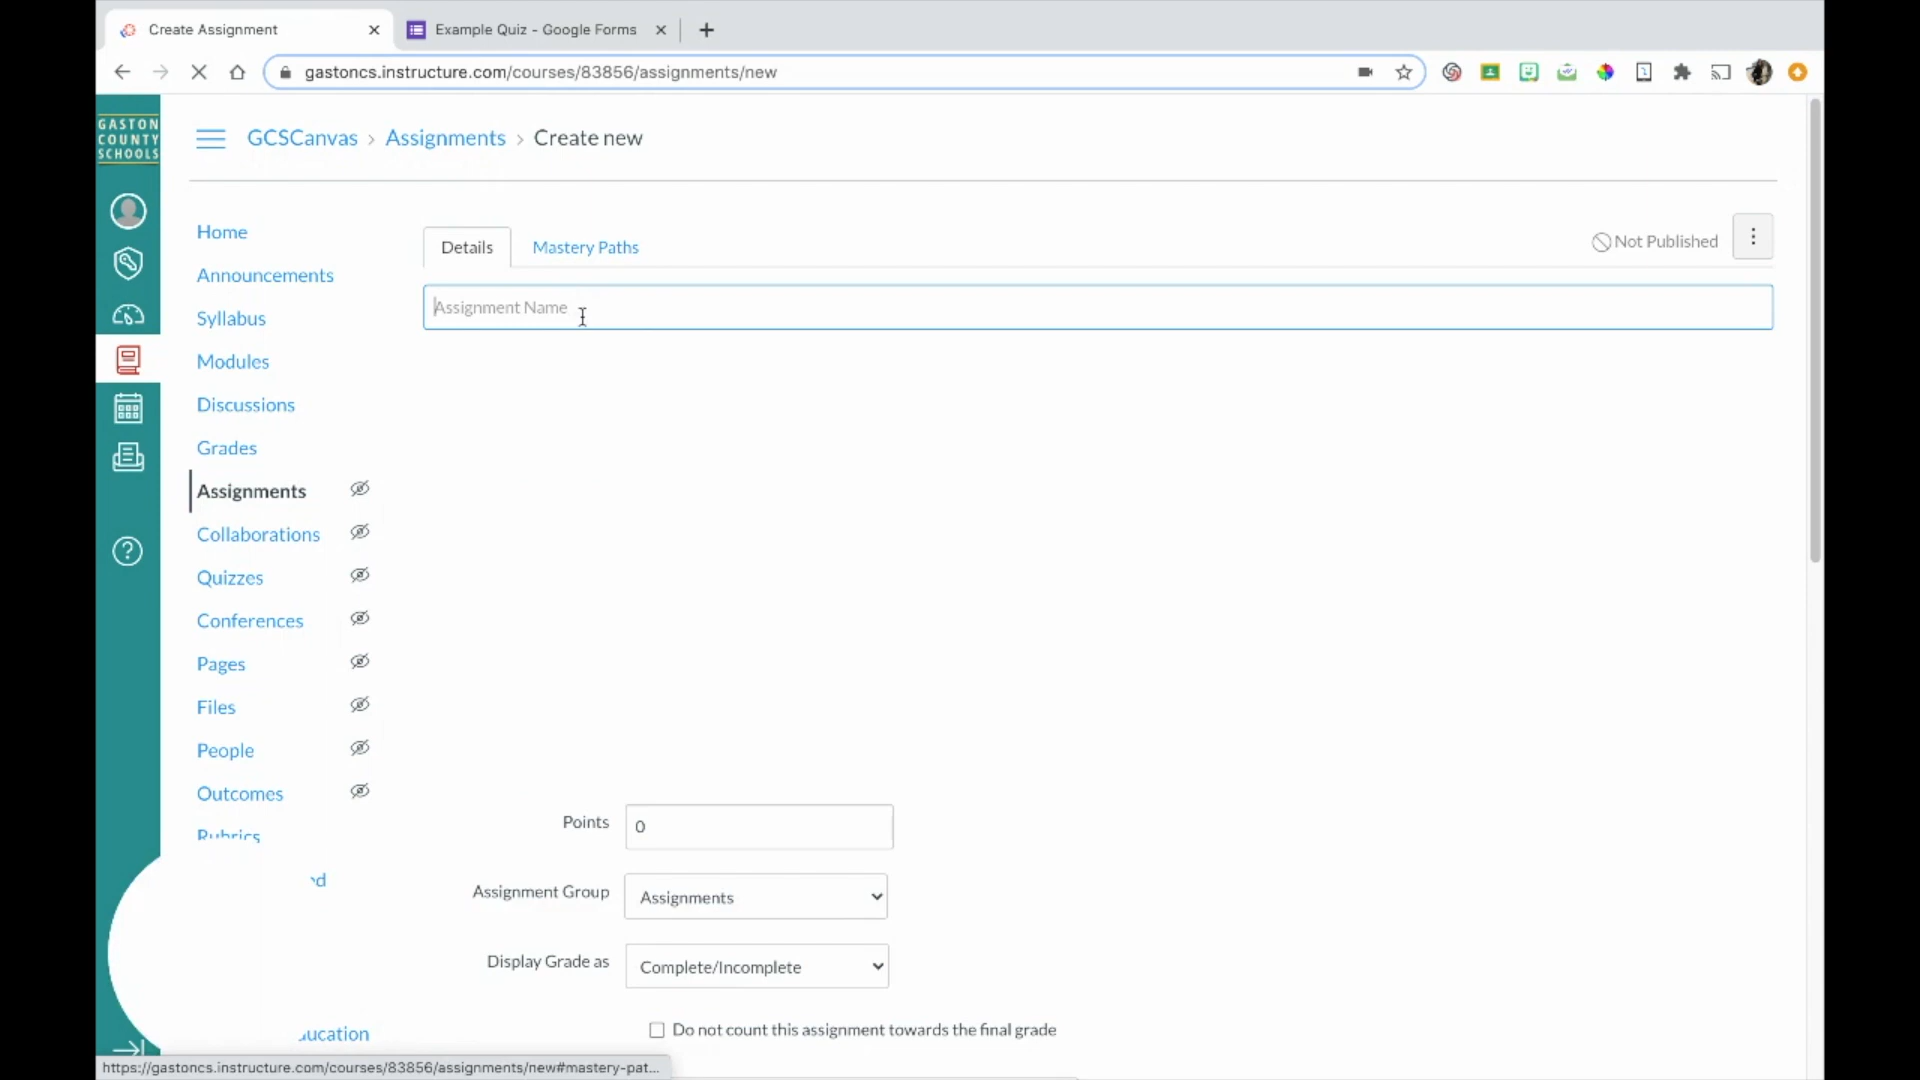 Create Assignment
Example Quiz - Google Forms
gastoncs.instructure.com/courses/83856/assignments/new
GASTON
COUNTY
SCHOOLS
GCSCanvas > Assignments > Create new
Home
Announcements
Syllabus
Modules
Discussions
Grades
Assignments
Collaborations
Quizzes
Conferences
Pages
Files
People
Outcomes
Rubrics
Details
Mastery Paths
Not Published
Assignment Name
Points
0
Assignment Group
Assignments
Display Grade as
Complete/Incomplete
Do not count this assignment towards the final grade
https://gastoncs.instructure.com/courses/83856/assignments/new#mastery-pat...